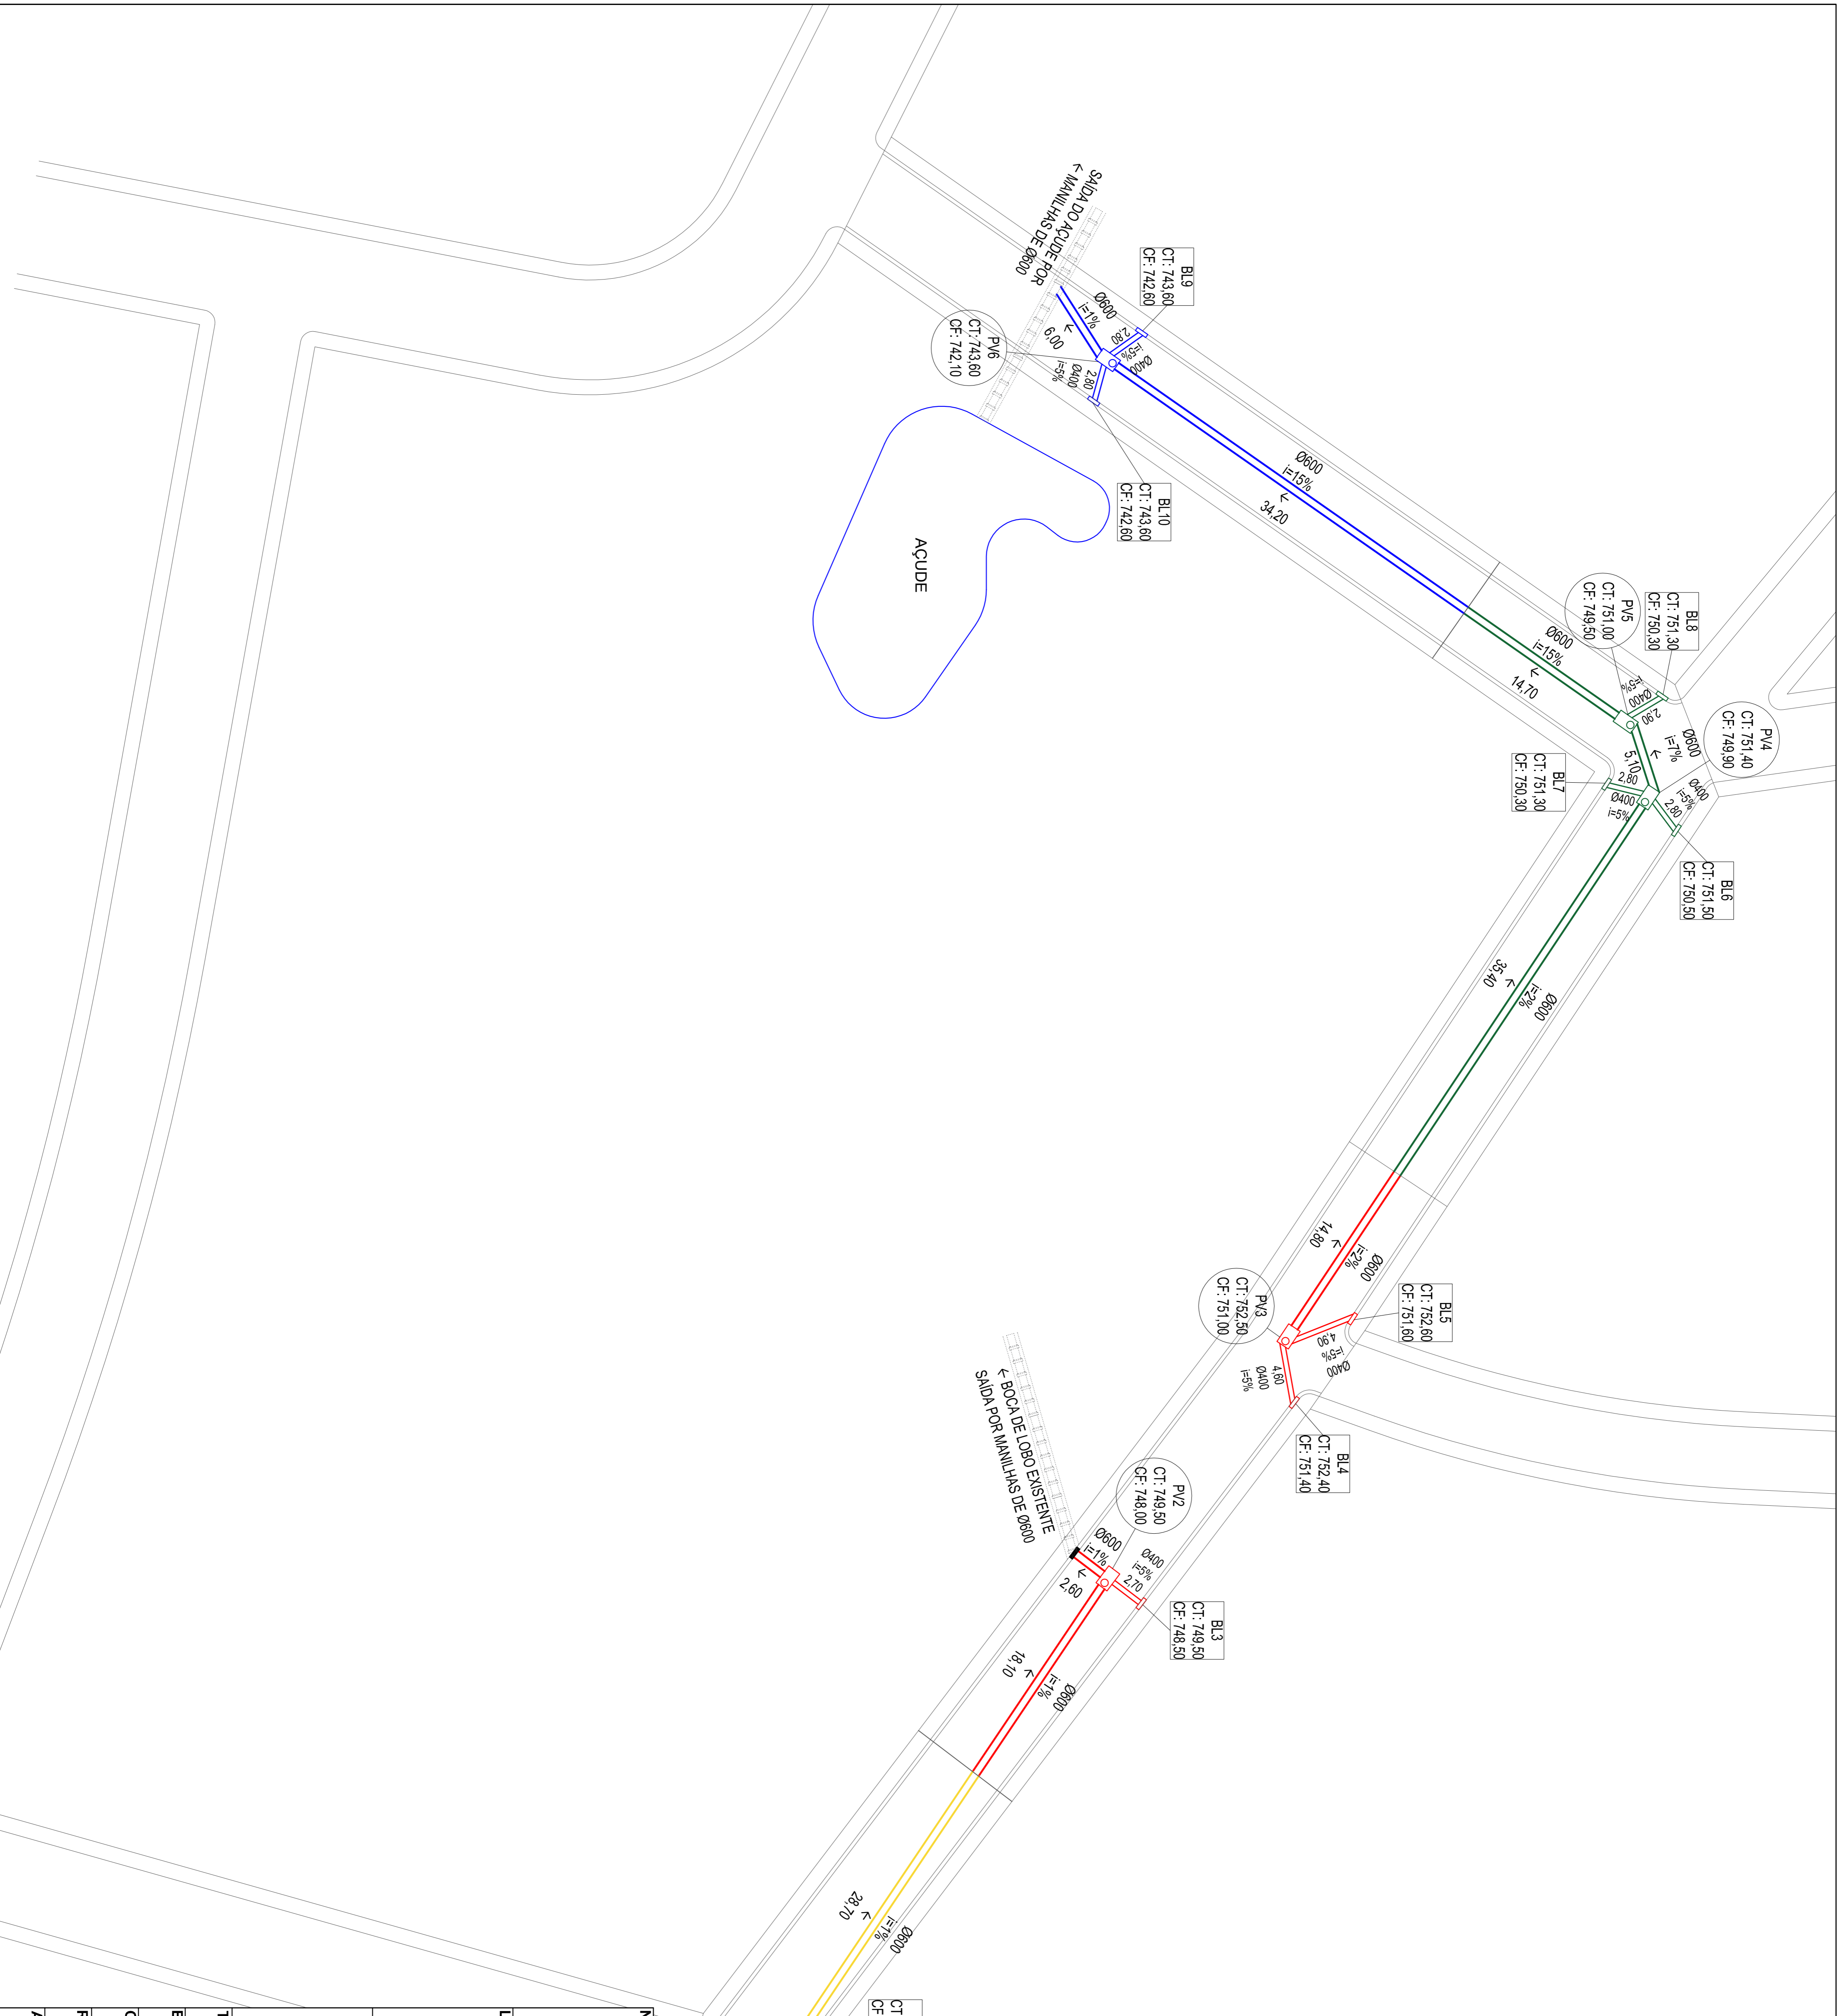 SAÍDA DO AÇUDE POR
← MANILHAS DE Ø600
BL9
CT: 743,60
CF: 742,60
Ø600
i=1%
6,00
2,80
i=5%
Ø400
PV6
CT: 743,60
CF: 742,10
2,80
Ø400
i=5%
BL10
CT: 743,60
CF: 742,60
AÇUDE
Ø600
i=15%
34,20
Ø600
i=15%
14,70
PV5
CT: 751,00
CF: 749,50
BL8
CT: 751,30
CF: 750,30
i=5%
Ø400
2,90
PV4
CT: 751,40
CF: 749,90
Ø600
i=7%
5,10
BL7
CT: 751,30
CF: 750,30
2,80
Ø400
i=5%
Ø400
i=5%
2,80
BL6
CT: 751,50
CF: 750,50
35,40
Ø600
i=2%
14,80
Ø600
i=2%
PV3
CT: 752,50
CF: 751,00
BL5
CT: 752,60
CF: 751,60
4,90
i=5%
Ø400
4,60
Ø400
i=5%
BL4
CT: 752,40
CF: 751,40
← BOCA DE LOBO EXISTENTE
SAÍDA POR MANILHAS DE Ø600
PV2
CT: 749,50
CF: 748,00
Ø600
i=1%
2,60
Ø400
i=5%
2,70
BL3
CT: 749,50
CF: 748,50
18,10
Ø600
i=1%
28,70
Ø600
i=1%
CT
CF
L